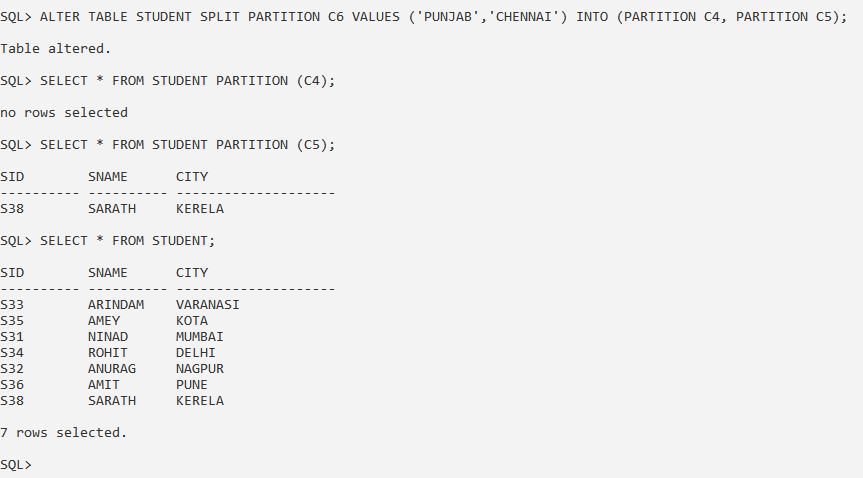 SQL> ALTER TABLE STUDENT SPLIT PARTITION C6 VALUES ('PUNJAB','CHENNAI') INTO (PARTITION C4, PARTITION C5);
Table altered.
SQL> SELECT * FROM STUDENT PARTITION (C4);
no rows selected
SQL> SELECT * FROM STUDENT PARTITION (C5);
SID        SNAME      CITY
---------- ---------- --------------------
S38        SARATH     KERELA
SQL> SELECT * FROM STUDENT;
SID        SNAME      CITY
---------- ---------- --------------------
S33        ARINDAM    VARANASI
S35        AMEY       KOTA
S31        NINAD      MUMBAI
S34        ROHIT      DELHI
S32        ANURAG     NAGPUR
S36        AMIT       PUNE
S38        SARATH     KERELA
7 rows selected.
SQL>